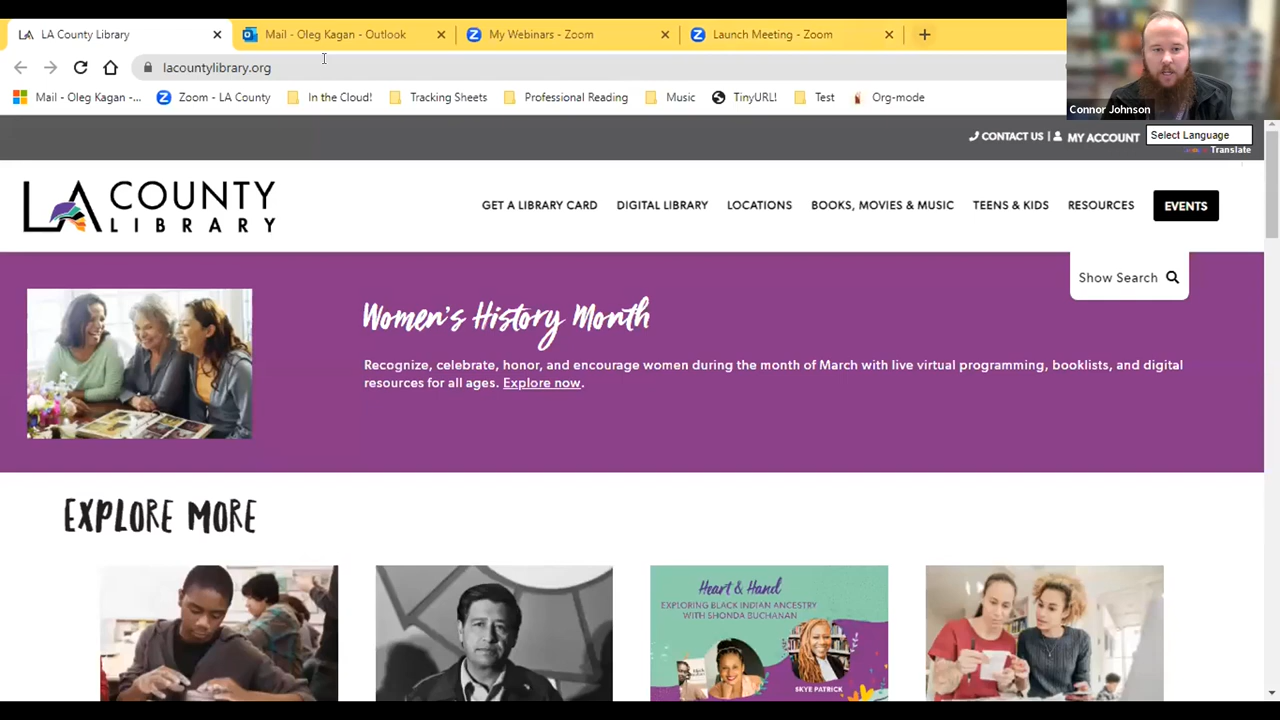 LA County Library
Mail - Oleg Kagan - Outlook
My Webinars - Zoom
Launch Meeting - Zoom
lacountylibrary.org
Mail - Oleg Kagan -...
Zoom - LA County
In the Cloud!
Tracking Sheets
Professional Reading
Music
TinyURL!
Test
Org-mode
Connor Johnson
CONTACT US | MY ACCOUNT
Select Language
Translate
LA COUNTY
LIBRARY
GET A LIBRARY CARD
DIGITAL LIBRARY
LOCATIONS
BOOKS, MOVIES & MUSIC
TEENS & KIDS
RESOURCES
EVENTS
Show Search
Women's History Month
Recognize, celebrate, honor, and encourage women during the month of March with live virtual programming, booklists, and digital
resources for all ages. Explore now.
EXPLORE MORE
Heart & Hand
EXPLORING BLACK INDIAN ANCESTRY
WITH SHONDA BUCHANAN
SKYE PATRICK